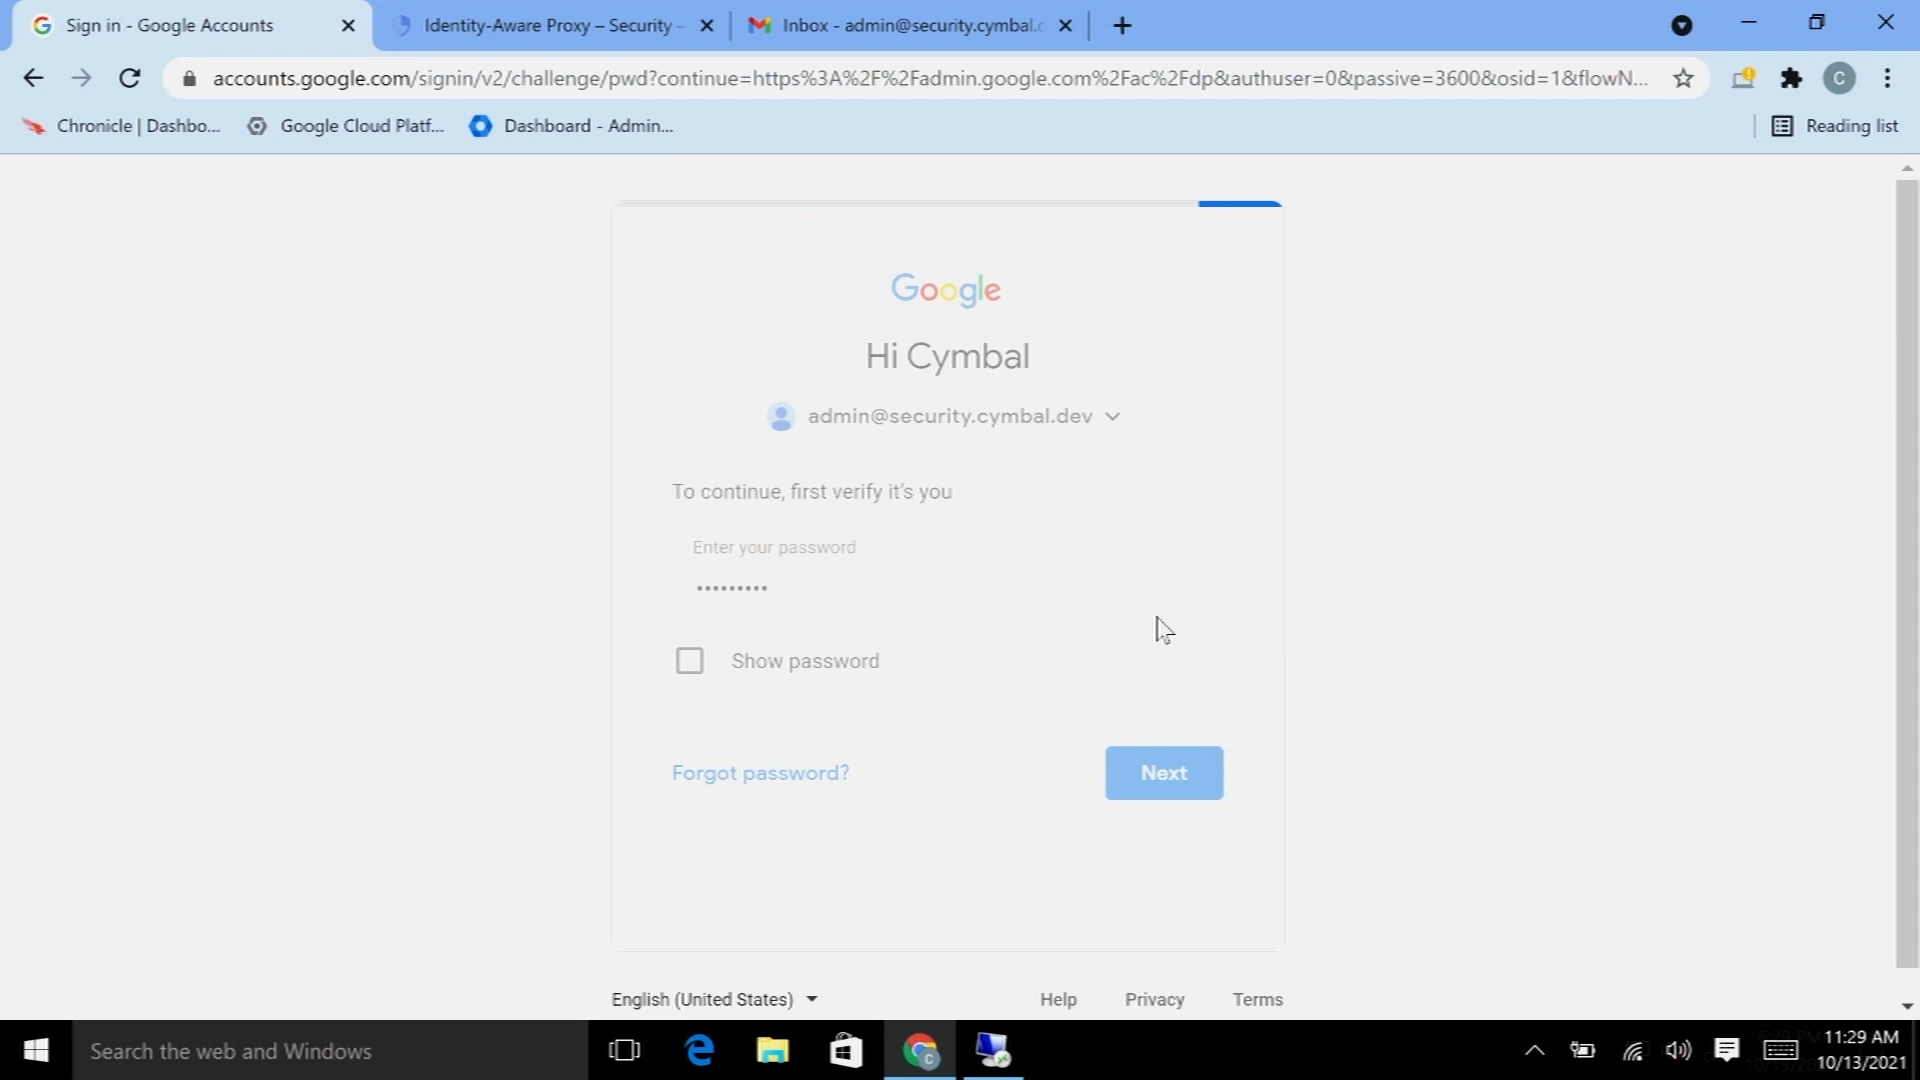 Sign in - Google Accounts
Identity-Aware Proxy – Security –
Inbox - admin@security.cymbal.
accounts.google.com/signin/v2/challenge/pwd?continue=https%3A%2F%2Fadmin.google.com%2Fac%2Fdp&authuser=0&passive=3600&osid=1&flowN...
C
Chronicle | Dashbo...
Google Cloud Platf...
Dashboard - Admin...
Reading list
Google
Hi Cymbal
admin@security.cymbal.dev
To continue, first verify it's you
Enter your password
•••••••••
Show password
Forgot password?
Next
English (United States)
Help
Privacy
Terms
Search the web and Windows
C
11:29 AM
10/13/2021